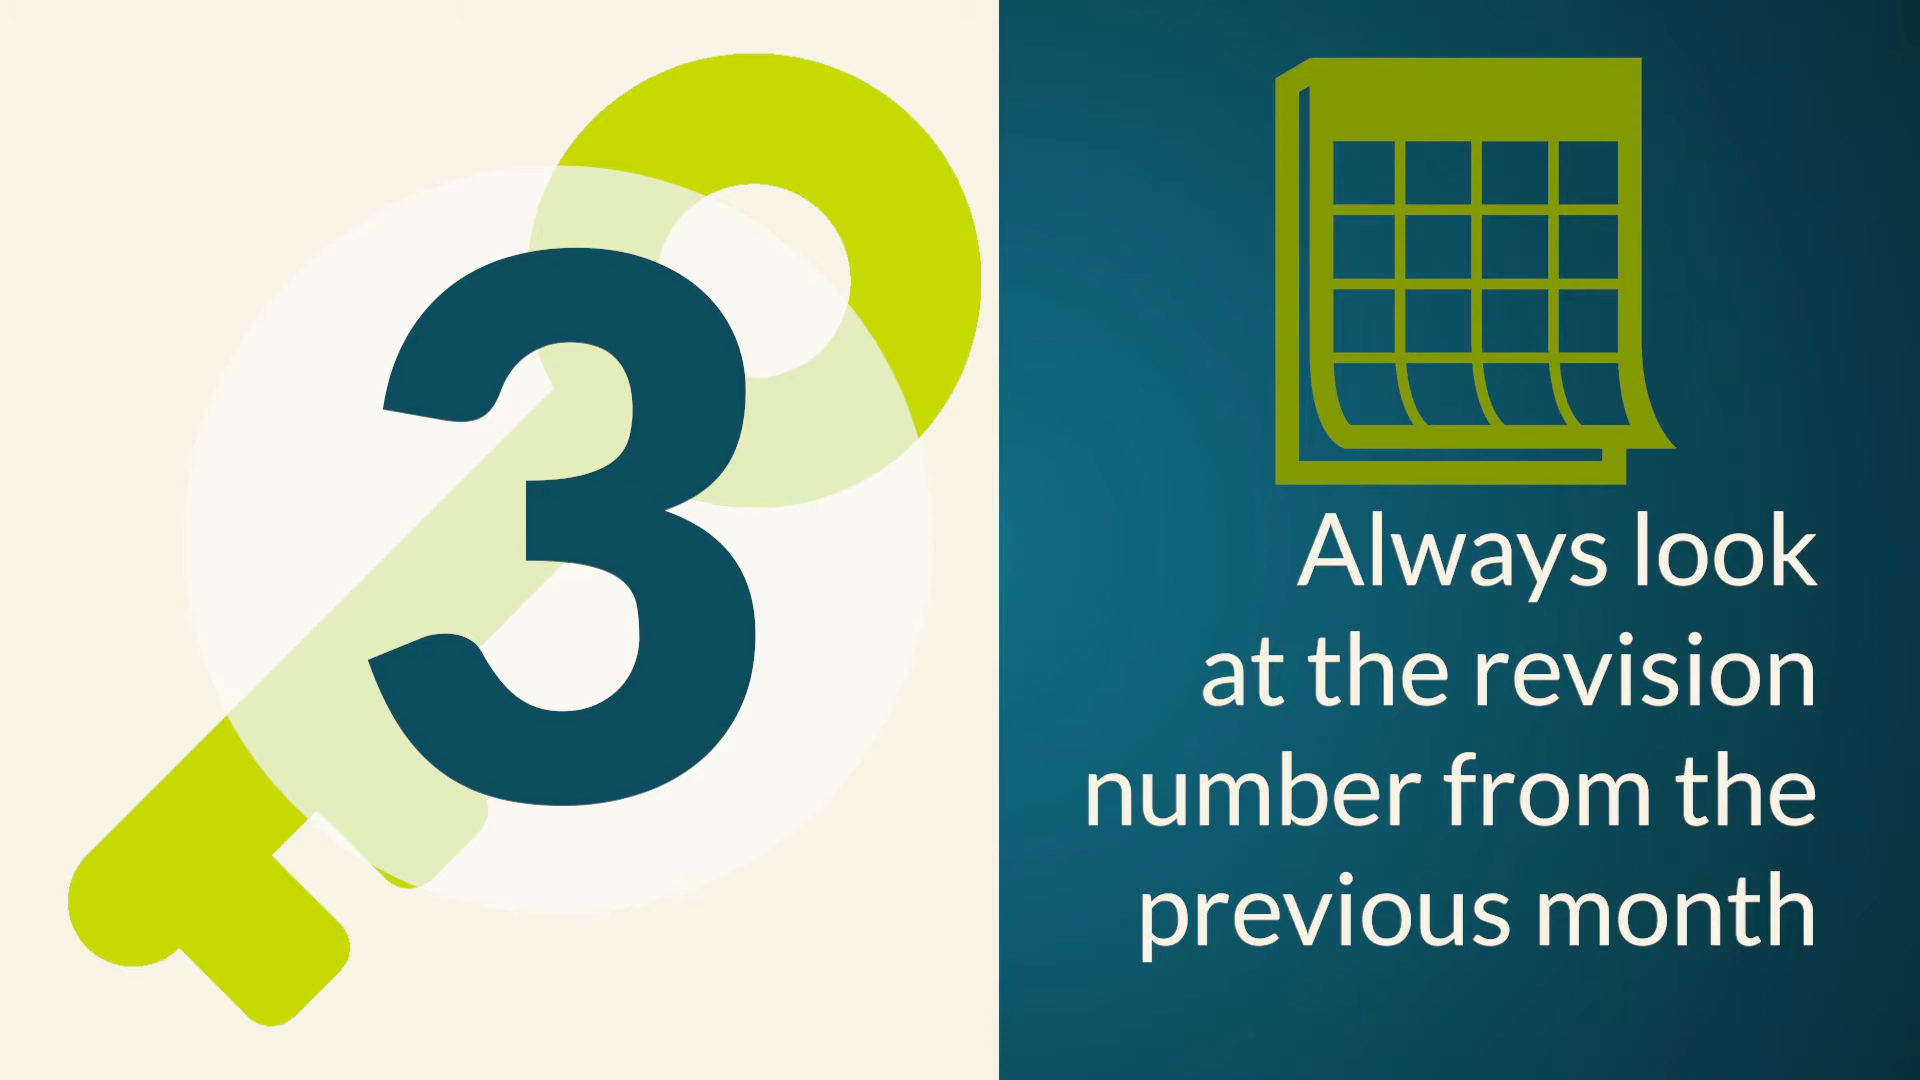 3
Always look
at the revision
number from the
previous month